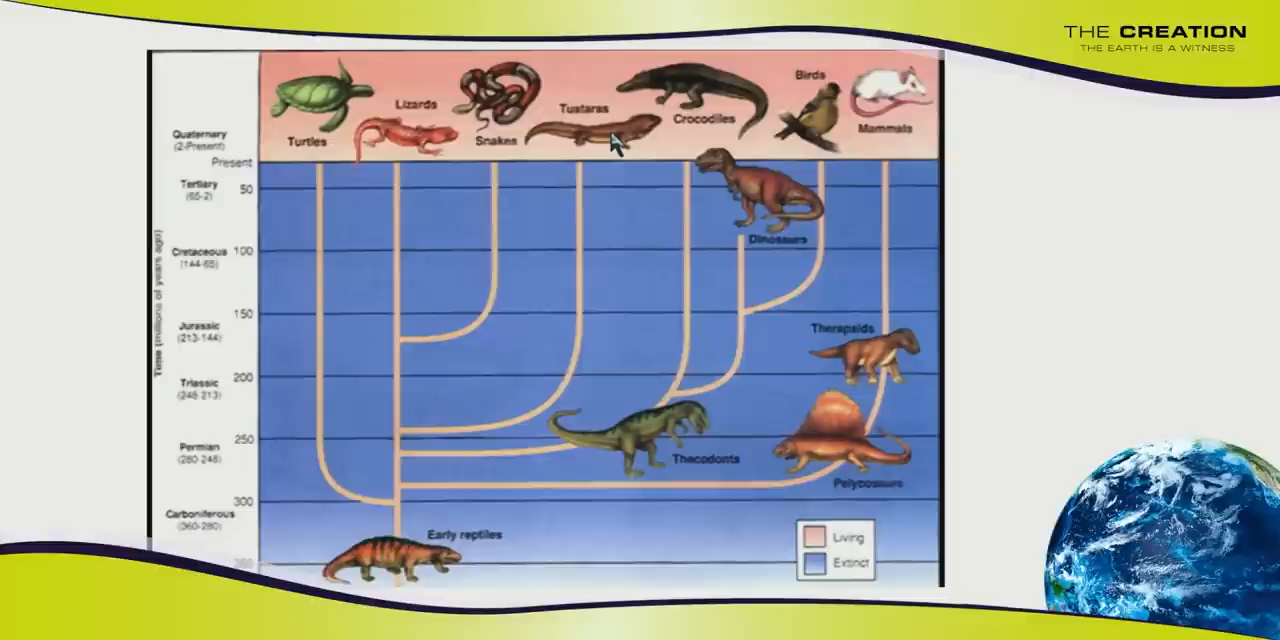 THE CREATION
THE EARTH IS A WITNESS
Turtles
Lizards
Snakes
Tuataras
Crocodiles
Birds
Mammals
Quaternary
(2-Present)
Present
Tertiary
(65-2)
50
Dinosaurs
Cretaceous
(144-65)
100
Time (millions of years ago)
150
Jurassic
(213-144)
Therapsids
Triassic
(248-213)
200
250
Permian
(280-248)
Thecodonts
Pelycosaurs
300
Carboniferous
(360-280)
Early reptiles
Living
Extinct
350